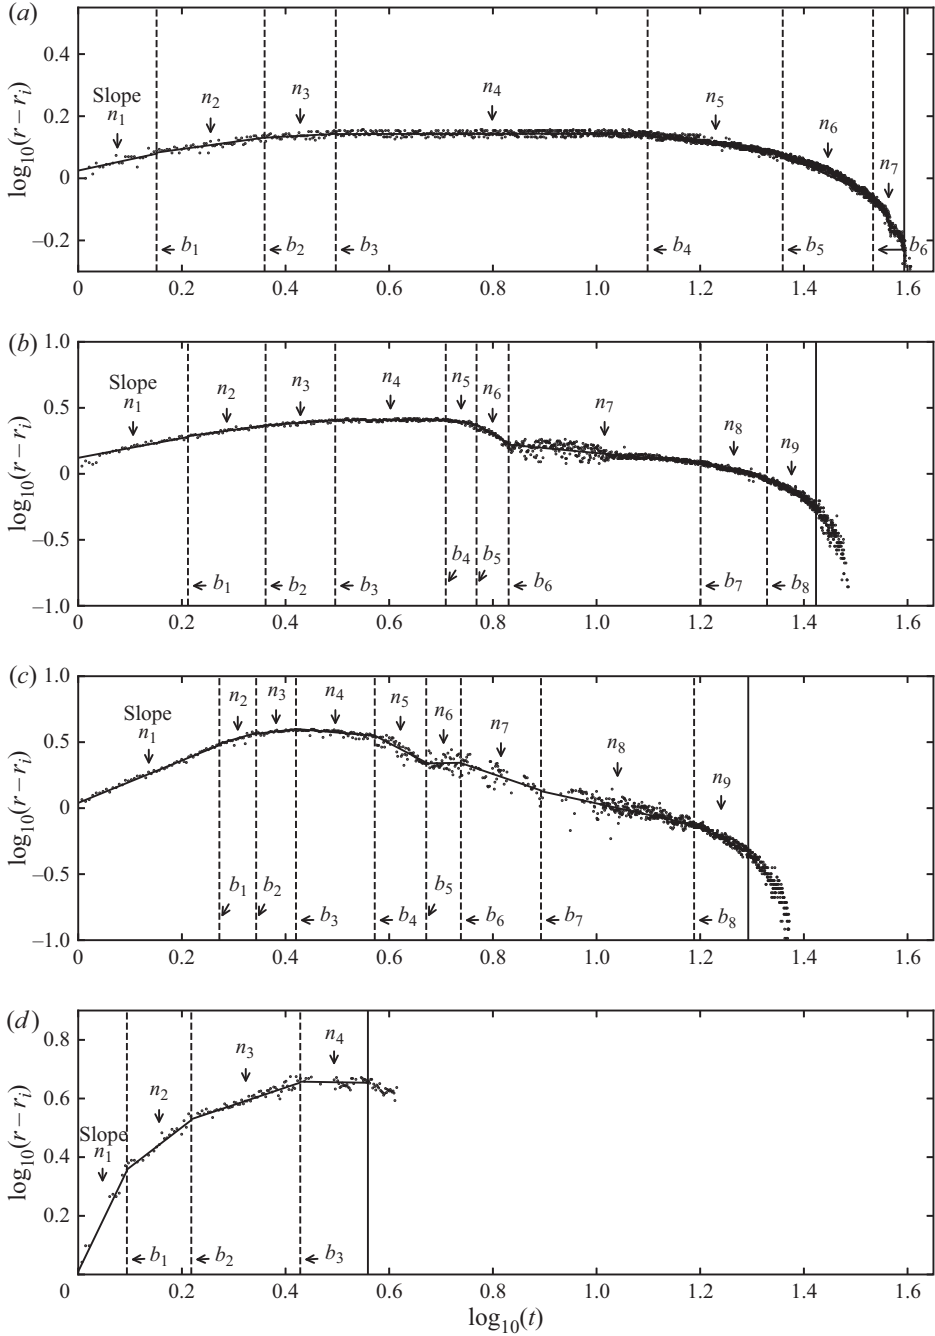 (a)
0.4
0.2
0
–0.2
log10(r – ri)
Slope
n1
n2
n3
n4
n5
n6
n7
b1
b2
b3
b4
b5
b6
0 0.2 0.4 0.6 0.8 1.0 1.2 1.4 1.6
(b)
1.0
0.5
0
–0.5
–1.0
log10(r – ri)
Slope
n1
n2
n3
n4
n5
n6
n7
n8
n9
b1
b2
b3
b4
b5
b6
b7
b8
0 0.2 0.4 0.6 0.8 1.0 1.2 1.4 1.6
(c)
1.0
0.5
0
–0.5
–1.0
log10(r – ri)
Slope
n1
n2
n3
n4
n5
n6
n7
n8
n9
b1
b2
b3
b4
b5
b6
b7
b8
0 0.2 0.4 0.6 0.8 1.0 1.2 1.4 1.6
(d)
0.8
0.6
0.4
0.2
0
log10(r – ri)
Slope
n1
n2
n3
n4
b1
b2
b3
0 0.2 0.4 0.6 0.8 1.0 1.2 1.4 1.6
log10(t)